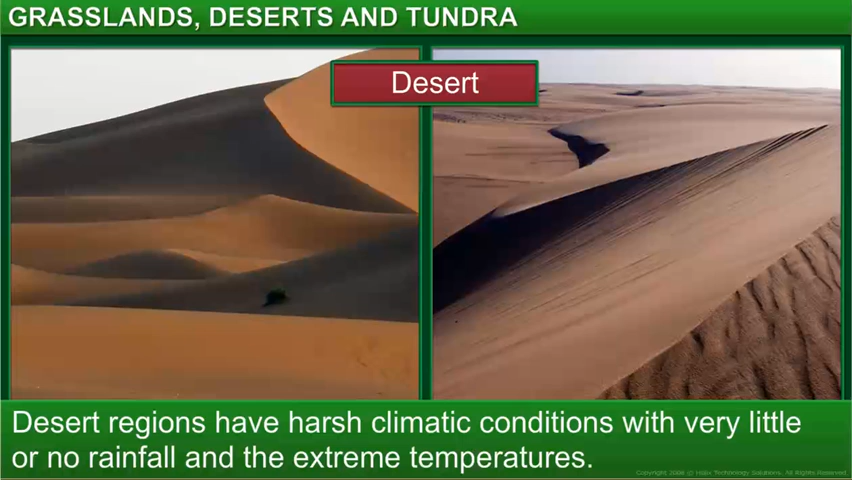 GRASSLANDS, DESERTS AND TUNDRA
Desert
Desert regions have harsh climatic conditions with very little
or no rainfall and the extreme temperatures.